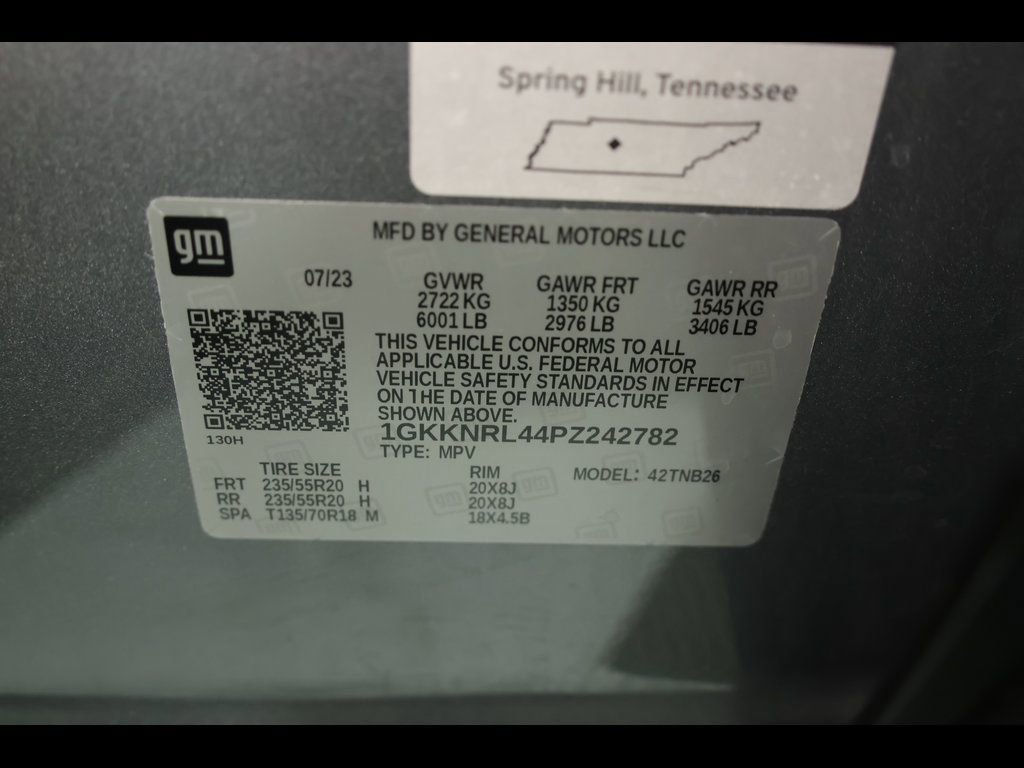 Spring Hill, Tennessee
gm
MFD BY GENERAL MOTORS LLC
07/23 GVWR GAWR FRT GAWR RR
2722 KG 1350 KG 1545 KG
6001 LB 2976 LB 3406 LB
THIS VEHICLE CONFORMS TO ALL
APPLICABLE U.S. FEDERAL MOTOR
VEHICLE SAFETY STANDARDS IN EFFECT
ON THE DATE OF MANUFACTURE
SHOWN ABOVE.
1GKKNRL44PZ242782
130H
TYPE: MPV
TIRE SIZE RIM MODEL: 42TNB26
FRT 235/55R20 H 20X8J
RR 235/55R20 H 20X8J
SPA T135/70R18 M 18X4.5B